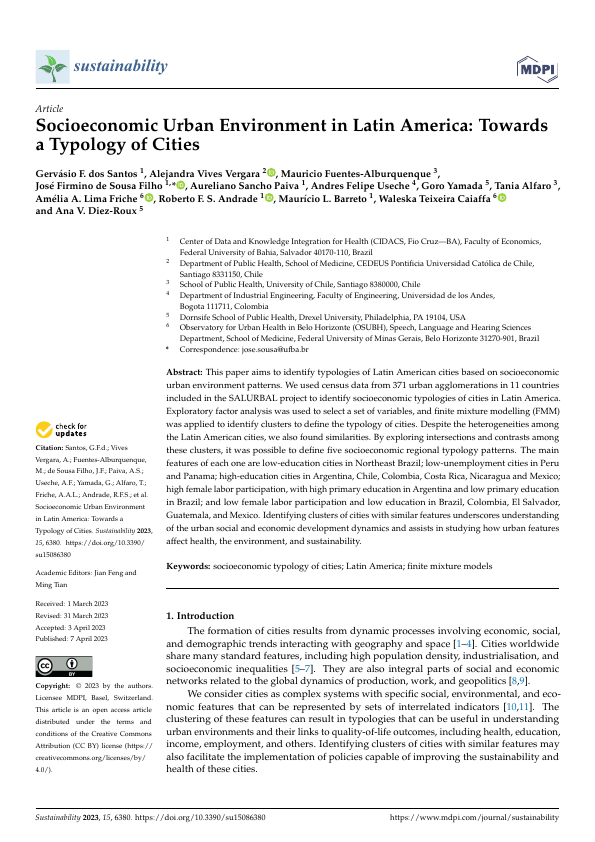 sustainability
MDPI
Article
Socioeconomic Urban Environment in Latin America: Towards
a Typology of Cities
Gervásio F. dos Santos 1, Alejandra Vives Vergara 2, Mauricio Fuentes-Alburquenque 3,
José Firmino de Sousa Filho 1,*, Aureliano Sancho Paiva 1, Andres Felipe Useche 4, Goro Yamada 5, Tania Alfaro 3,
Amélia A. Lima Friche 6, Roberto F. S. Andrade 1, Maurício L. Barreto 1, Waleska Teixeira Caiaffa 6
and Ana V. Diez-Roux 5
1 Center of Data and Knowledge Integration for Health (CIDACS, Fio Cruz—BA), Faculty of Economics,
Federal University of Bahia, Salvador 40170-110, Brazil
2 Department of Public Health, School of Medicine, CEDEUS Pontificia Universidad Católica de Chile,
Santiago 8331150, Chile
3 School of Public Health, University of Chile, Santiago 8380000, Chile
4 Department of Industrial Engineering, Faculty of Engineering, Universidad de los Andes,
Bogota 111711, Colombia
5 Dornsife School of Public Health, Drexel University, Philadelphia, PA 19104, USA
6 Observatory for Urban Health in Belo Horizonte (OSUBH), Speech, Language and Hearing Sciences
Department, School of Medicine, Federal University of Minas Gerais, Belo Horizonte 31270-901, Brazil
* Correspondence: jose.sousa@ufba.br
Abstract: This paper aims to identify typologies of Latin American cities based on socioeconomic
urban environment patterns. We used census data from 371 urban agglomerations in 11 countries
included in the SALURBAL project to identify socioeconomic typologies of cities in Latin America.
Exploratory factor analysis was used to select a set of variables, and finite mixture modelling (FMM)
was applied to identify clusters to define the typology of cities. Despite the heterogeneities among
the Latin American cities, we also found similarities. By exploring intersections and contrasts among
these clusters, it was possible to define five socioeconomic regional typology patterns. The main
features of each one are low-education cities in Northeast Brazil; low-unemployment cities in Peru
and Panama; high-education cities in Argentina, Chile, Colombia, Costa Rica, Nicaragua and Mexico;
high female labor participation, with high primary education in Argentina and low primary education
in Brazil; and low female labor participation and low education in Brazil, Colombia, El Salvador,
Guatemala, and Mexico. Identifying clusters of cities with similar features underscores understanding
of the urban social and economic development dynamics and assists in studying how urban features
affect health, the environment, and sustainability.
Keywords: socioeconomic typology of cities; Latin America; finite mixture models
check for
updates
Citation: Santos, G.F.d.; Vives
Vergara, A.; Fuentes-Alburquenque,
M.; de Sousa Filho, J.F.; Paiva, A.S.;
Useche, A.F.; Yamada, G.; Alfaro, T.;
Friche, A.A.L.; Andrade, R.F.S.; et al.
Socioeconomic Urban Environment
in Latin America: Towards a
Typology of Cities. Sustainability 2023,
15, 6380. https://doi.org/10.3390/
su15086380
Academic Editors: Jian Feng and
Ming Tian
Received: 1 March 2023
Revised: 31 March 2023
Accepted: 3 April 2023
Published: 7 April 2023
CC BY
Copyright: © 2023 by the authors.
Licensee MDPI, Basel, Switzerland.
This article is an open access article
distributed under the terms and
conditions of the Creative Commons
Attribution (CC BY) license (https://
creativecommons.org/licenses/by/
4.0/).
1. Introduction
The formation of cities results from dynamic processes involving economic, social,
and demographic trends interacting with geography and space [1–4]. Cities worldwide
share many standard features, including high population density, industrialisation, and
socioeconomic inequalities [5–7]. They are also integral parts of social and economic
networks related to the global dynamics of production, work, and geopolitics [8,9].
We consider cities as complex systems with specific social, environmental, and eco-
nomic features that can be represented by sets of interrelated indicators [10,11]. The
clustering of these features can result in typologies that can be useful in understanding
urban environments and their links to quality-of-life outcomes, including health, education,
income, employment, and others. Identifying clusters of cities with similar features may
also facilitate the implementation of policies capable of improving the sustainability and
health of these cities.
Sustainability 2023, 15, 6380. https://doi.org/10.3390/su15086380
https://www.mdpi.com/journal/sustainability